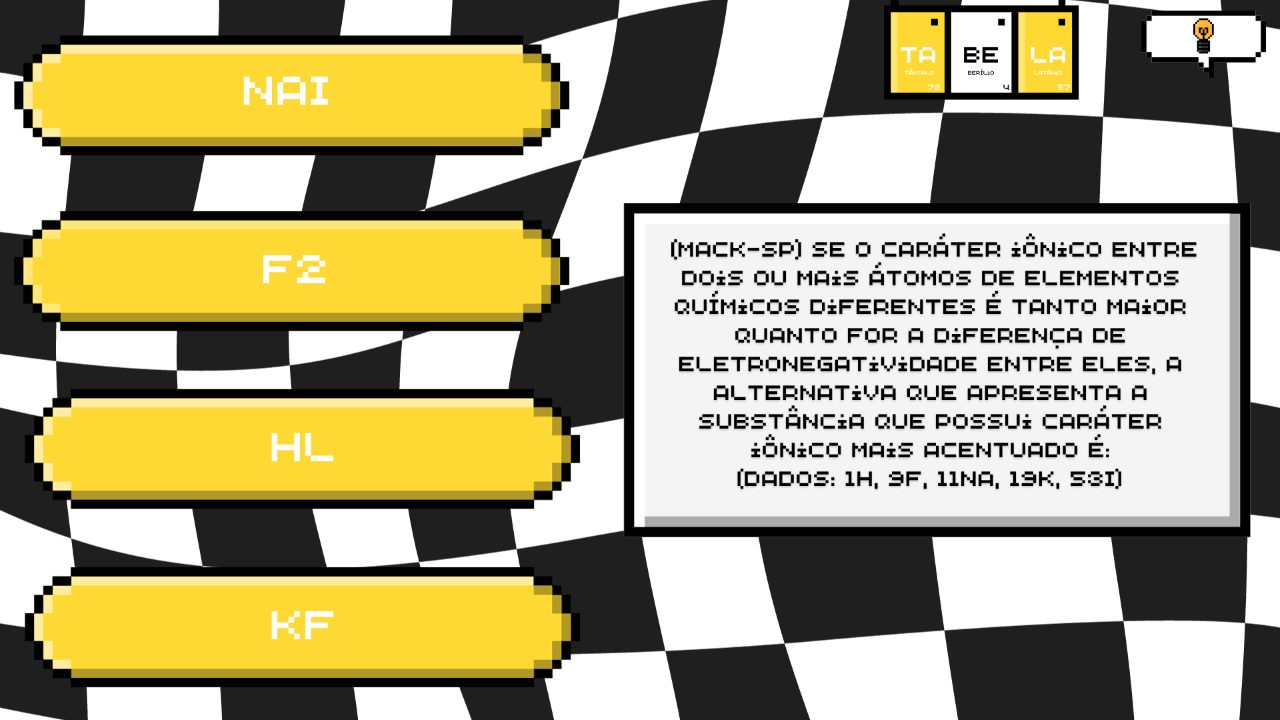 NAI
F2
HL
KF
TA BE LA
TÂNTALO BERÍLIO LATÂNIO
73 4 57
(MACK-SP) SE O CARÁTER IÔNICO ENTRE
DOIS OU MAIS ÁTOMOS DE ELEMENTOS
QUÍMICOS DIFERENTES É TANTO MAIOR
QUANTO FOR A DIFERENÇA DE
ELETRONEGATIVIDADE ENTRE ELES, A
ALTERNATIVA QUE APRESENTA A
SUBSTÂNCIA QUE POSSUI CARÁTER
IÔNICO MAIS ACENTUADO É:
(DADOS: 1H, 9F, 11NA, 19K, 53I)